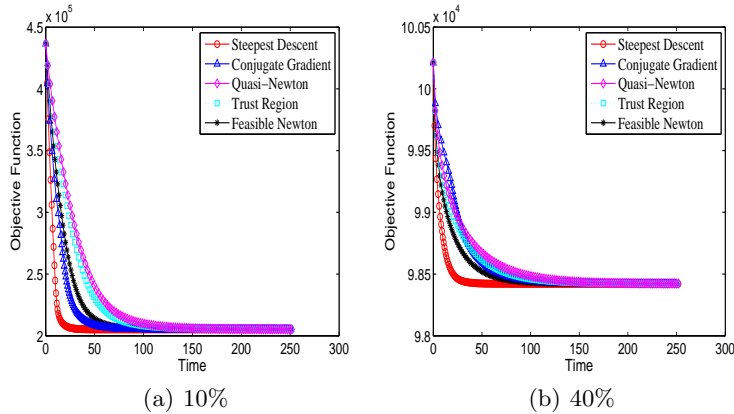 x 10^5
4.5
4
3.5
3
2.5
2
0 50 100 150 200 250 300
Time
Objective Function
Steepest Descent
Conjugate Gradient
Quasi−Newton
Trust Region
Feasible Newton
(a) 10%
x 10^4
10.05
10
9.95
9.9
9.85
9.8
0 50 100 150 200 250 300
Time
Objective Function
Steepest Descent
Conjugate Gradient
Quasi−Newton
Trust Region
Feasible Newton
(b) 40%